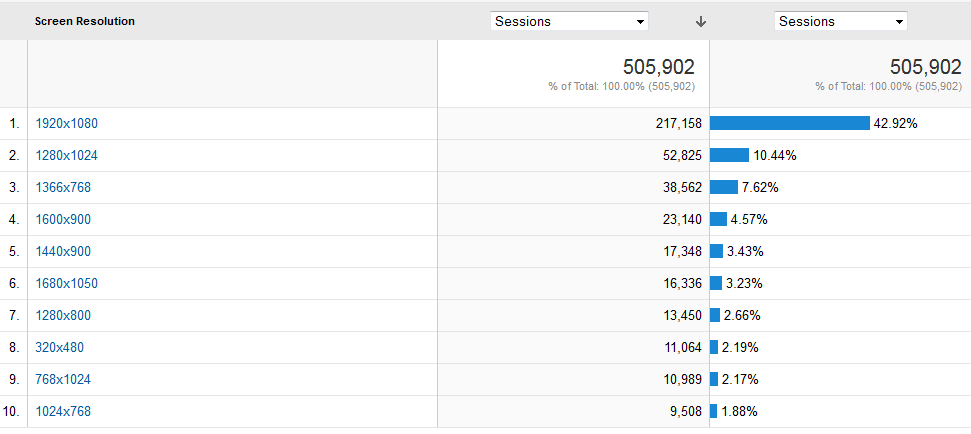 Screen Resolution Sessions Sessions
505,902 505,902
% of Total: 100.00% (505,902) % of Total: 100.00% (505,902)
1. 1920x1080 217,158 42.92%
2. 1280x1024 52,825 10.44%
3. 1366x768 38,562 7.62%
4. 1600x900 23,140 4.57%
5. 1440x900 17,348 3.43%
6. 1680x1050 16,336 3.23%
7. 1280x800 13,450 2.66%
8. 320x480 11,064 2.19%
9. 768x1024 10,989 2.17%
10. 1024x768 9,508 1.88%